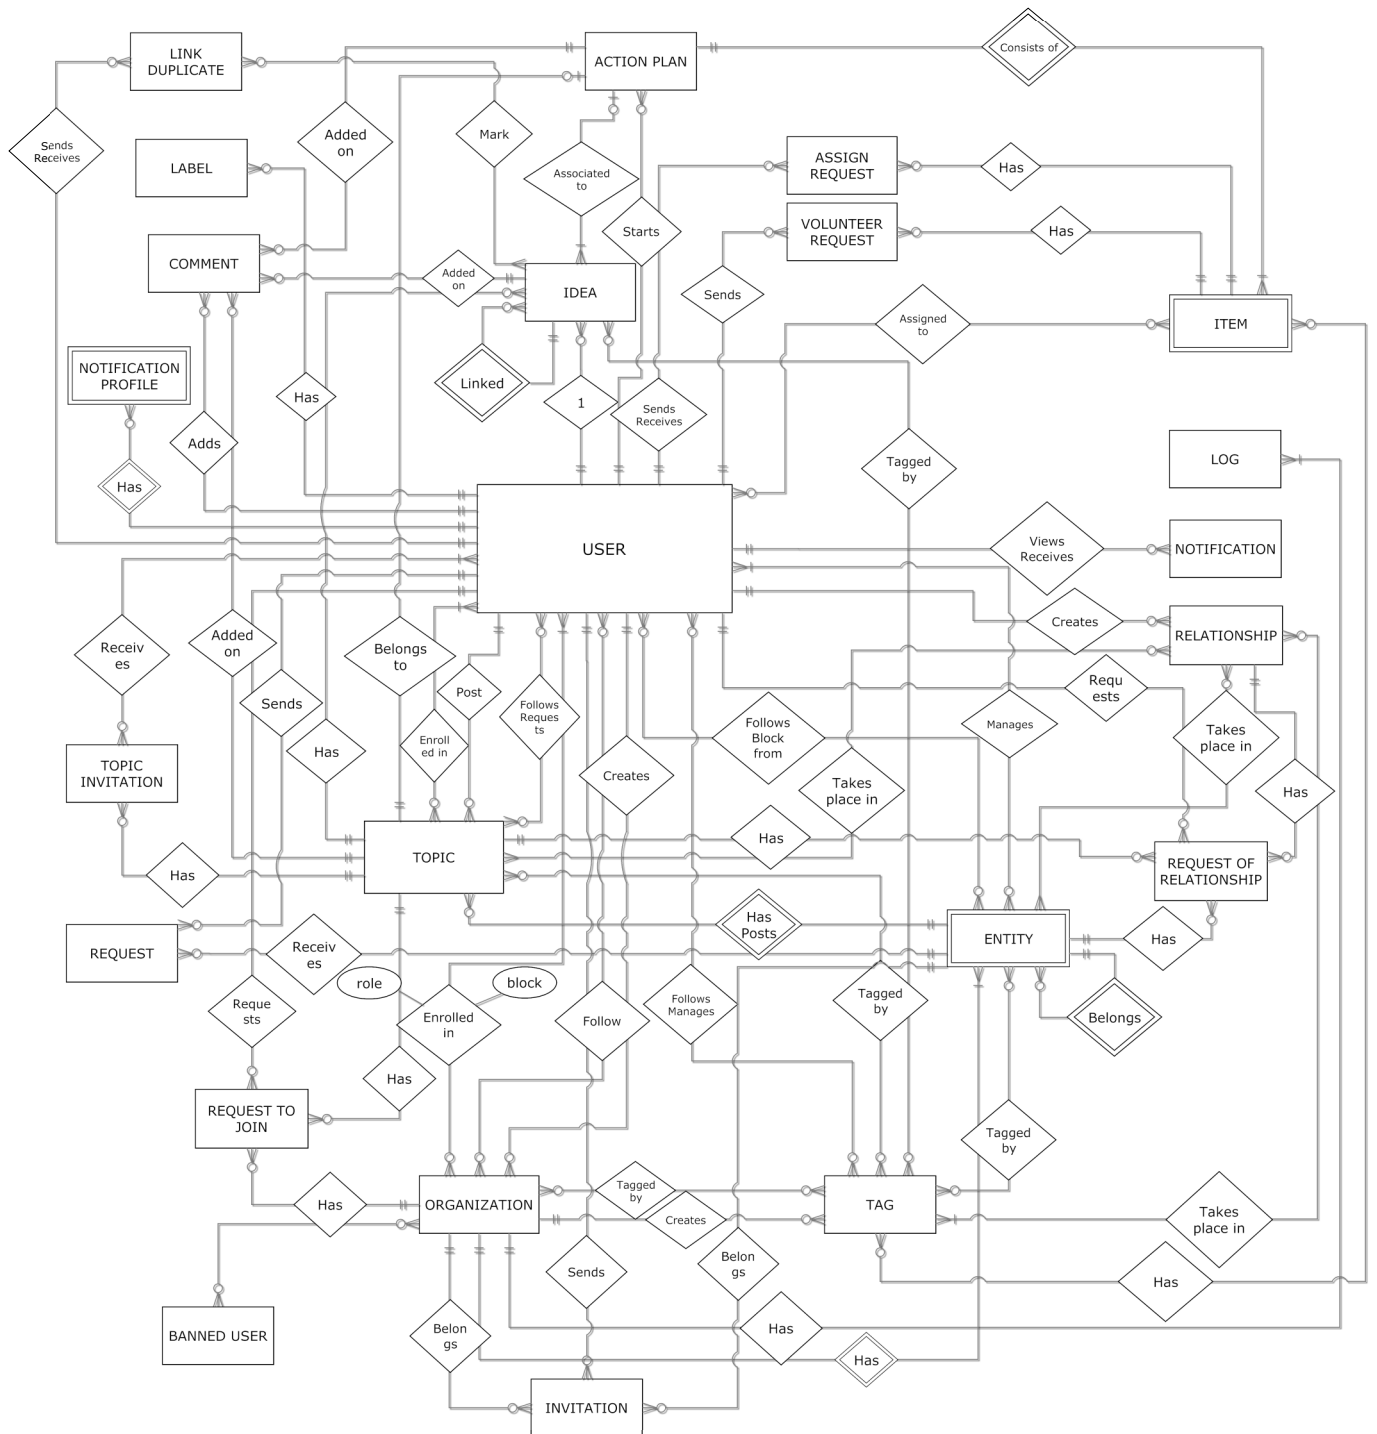 LINK
DUPLICATE
ACTION PLAN
Consists of
Sends
Receives
Added
on
Mark
LABEL
Associated
to
ASSIGN
REQUEST
Has
Starts
VOLUNTEER
REQUEST
Has
COMMENT
Added
on
IDEA
Sends
Assigned
to
ITEM
NOTIFICATION
PROFILE
Linked
Has
1
Sends
Receives
Adds
Tagged
by
LOG
Has
USER
Views
Receives
NOTIFICATION
Creates
RELATIONSHIP
Receiv
es
Added
on
Belongs
to
Post
Requ
ests
Sends
Follows
Reques
ts
Follows
Block
from
Manages
Takes
place in
Has
Enroll
ed in
TOPIC
INVITATION
Creates
Takes
place in
Has
TOPIC
Has
REQUEST OF
RELATIONSHIP
Has
Has
Posts
ENTITY
Has
REQUEST
Receiv
es
role
block
Reque
sts
Enrolled
in
Follow
Follows
Manages
Tagged
by
Belongs
Has
REQUEST TO
JOIN
Tagged
by
Has
ORGANIZATION
Tagged
by
Creates
TAG
Takes
place in
Sends
Belon
gs
Has
BANNED USER
Belon
gs
Has
Has
INVITATION